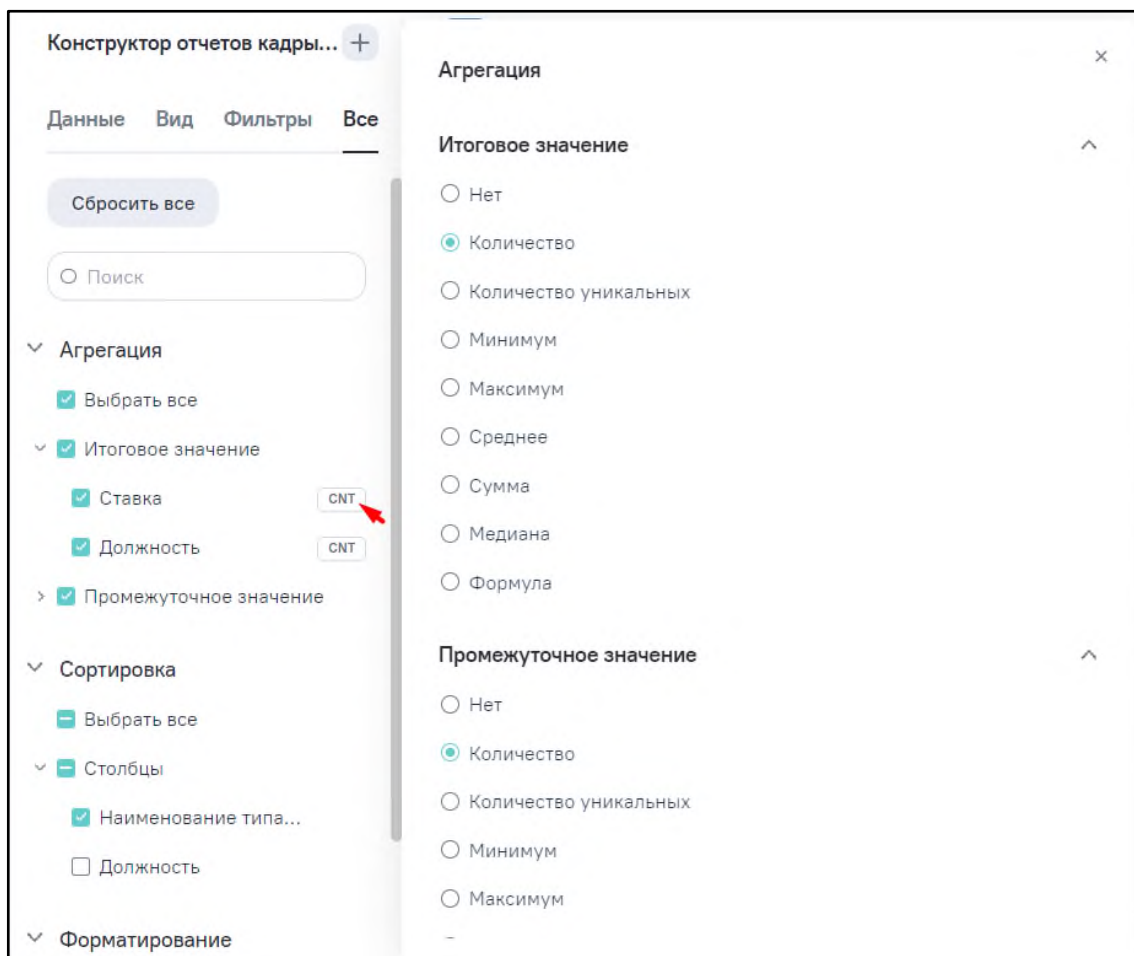 Конструктор отчетов кадры... +
Данные Вид Фильтры Все
Сбросить все
Поиск
Агрегация
Выбрать все
Итоговое значение
Ставка CNT
Должность CNT
Промежуточное значение
Сортировка
Выбрать все
Столбцы
Наименование типа...
Должность
Форматирование
Агрегация
Итоговое значение
Нет
Количество
Количество уникальных
Минимум
Максимум
Среднее
Сумма
Медиана
Формула
Промежуточное значение
Нет
Количество
Количество уникальных
Минимум
Максимум